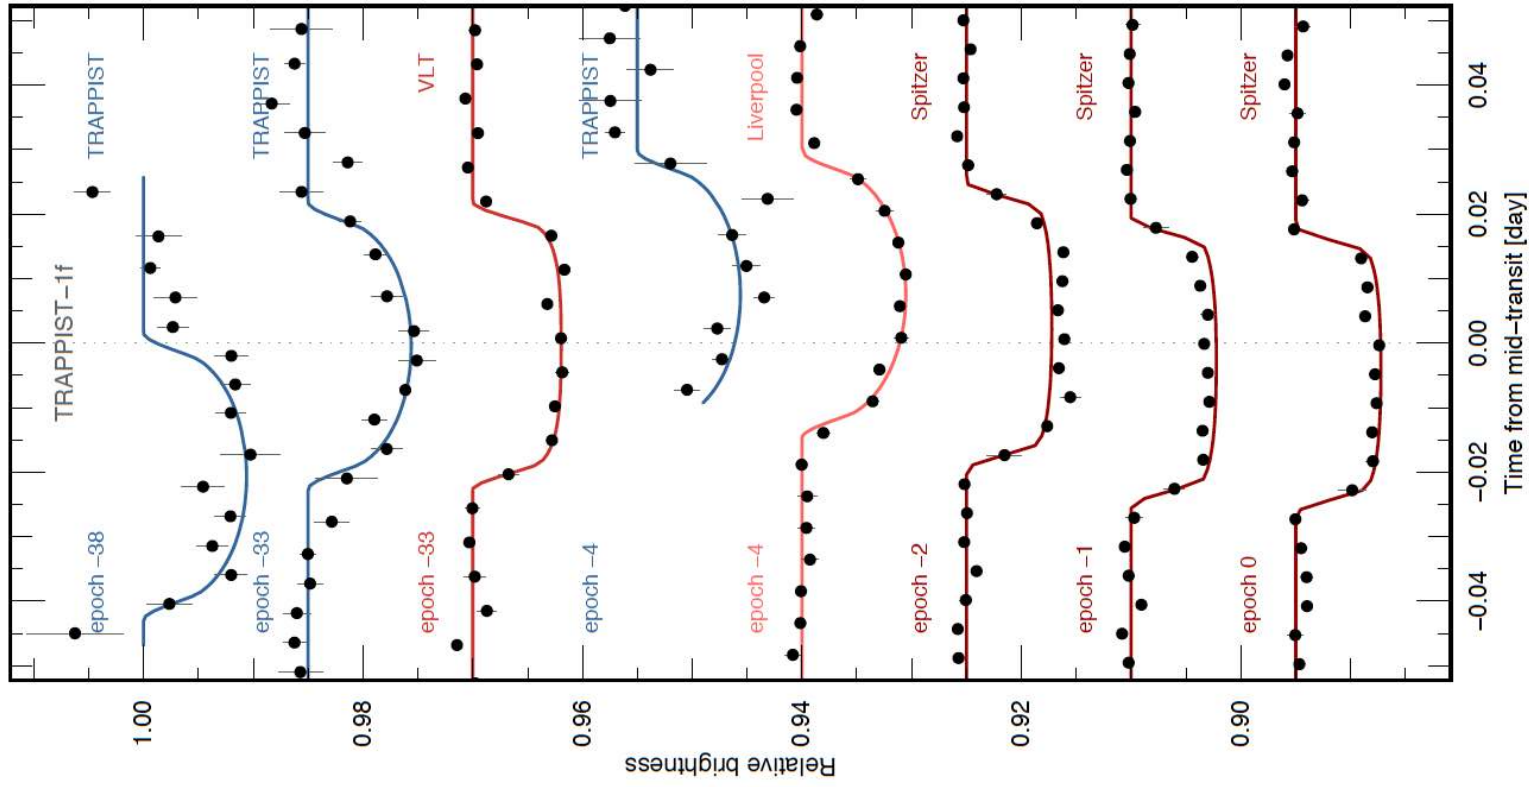 TRAPPIST−1f
epoch −38 TRAPPIST
epoch −33 TRAPPIST
epoch −33 VLT
epoch −4 TRAPPIST
epoch −4 Liverpool
epoch −2 Spitzer
epoch −1 Spitzer
epoch 0 Spitzer
1.00
0.98
0.96
0.94
0.92
0.90
Relative brightness
−0.04 −0.02 0.00 0.02 0.04
Time from mid−transit [day]